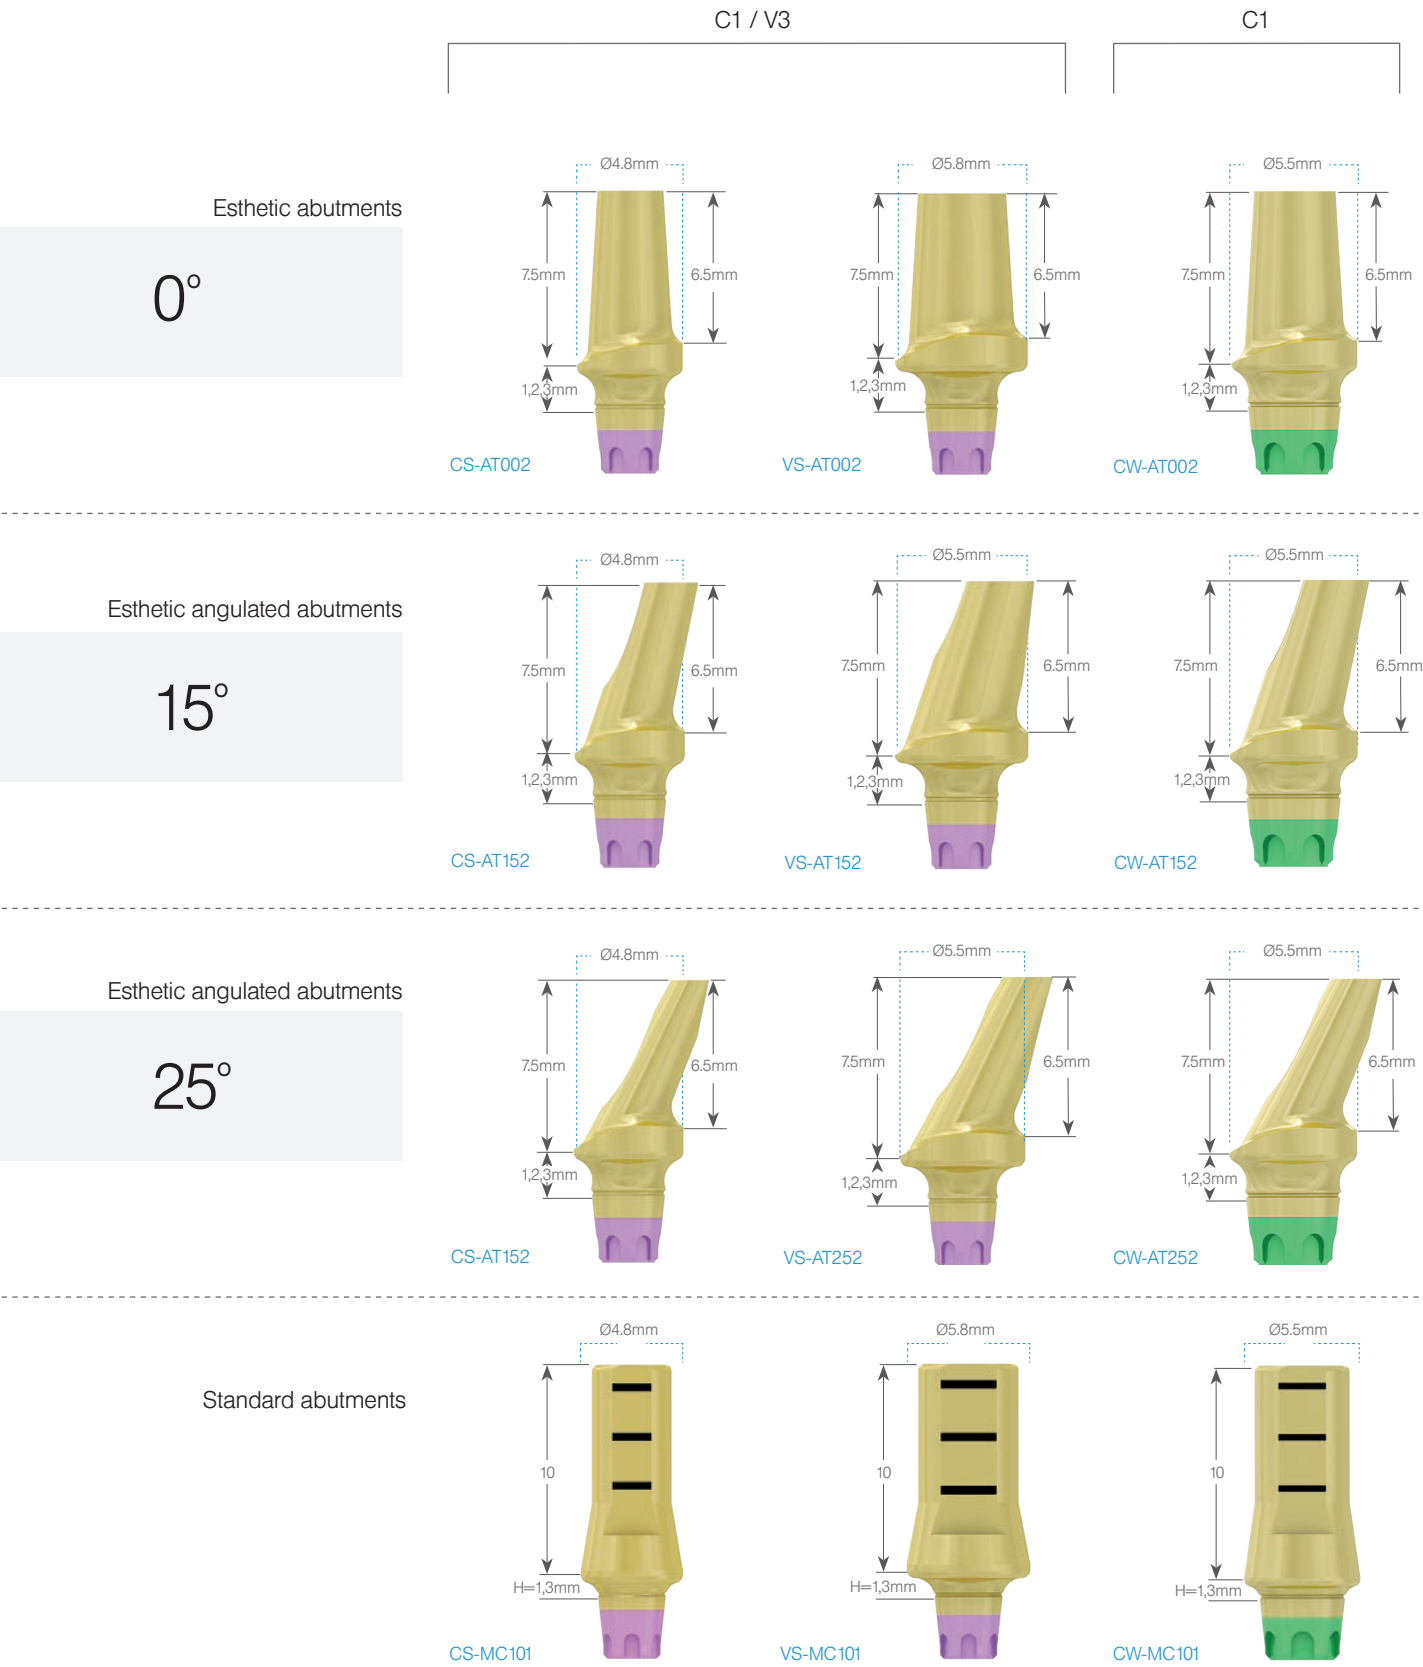 C1 / V3
C1
Ø4.8mm
Ø5.8mm
Ø5.5mm
Esthetic abutments
0°
7.5mm
6.5mm
7.5mm
6.5mm
7.5mm
6.5mm
1,2,3mm
1,2,3mm
1,2,3mm
CS-AT002
VS-AT002
CW-AT002
Ø4.8mm
Ø5.5mm
Ø5.5mm
Esthetic angulated abutments
15°
7.5mm
6.5mm
7.5mm
6.5mm
7.5mm
6.5mm
1,2,3mm
1,2,3mm
1,2,3mm
CS-AT152
VS-AT152
CW-AT152
Ø4.8mm
Ø5.5mm
Ø5.5mm
Esthetic angulated abutments
25°
7.5mm
6.5mm
7.5mm
6.5mm
7.5mm
6.5mm
1,2,3mm
1,2,3mm
1,2,3mm
CS-AT152
VS-AT252
CW-AT252
Ø4.8mm
Ø5.8mm
Ø5.5mm
Standard abutments
10
10
10
H=1,3mm
H=1,3mm
H=1,3mm
CS-MC101
VS-MC101
CW-MC101